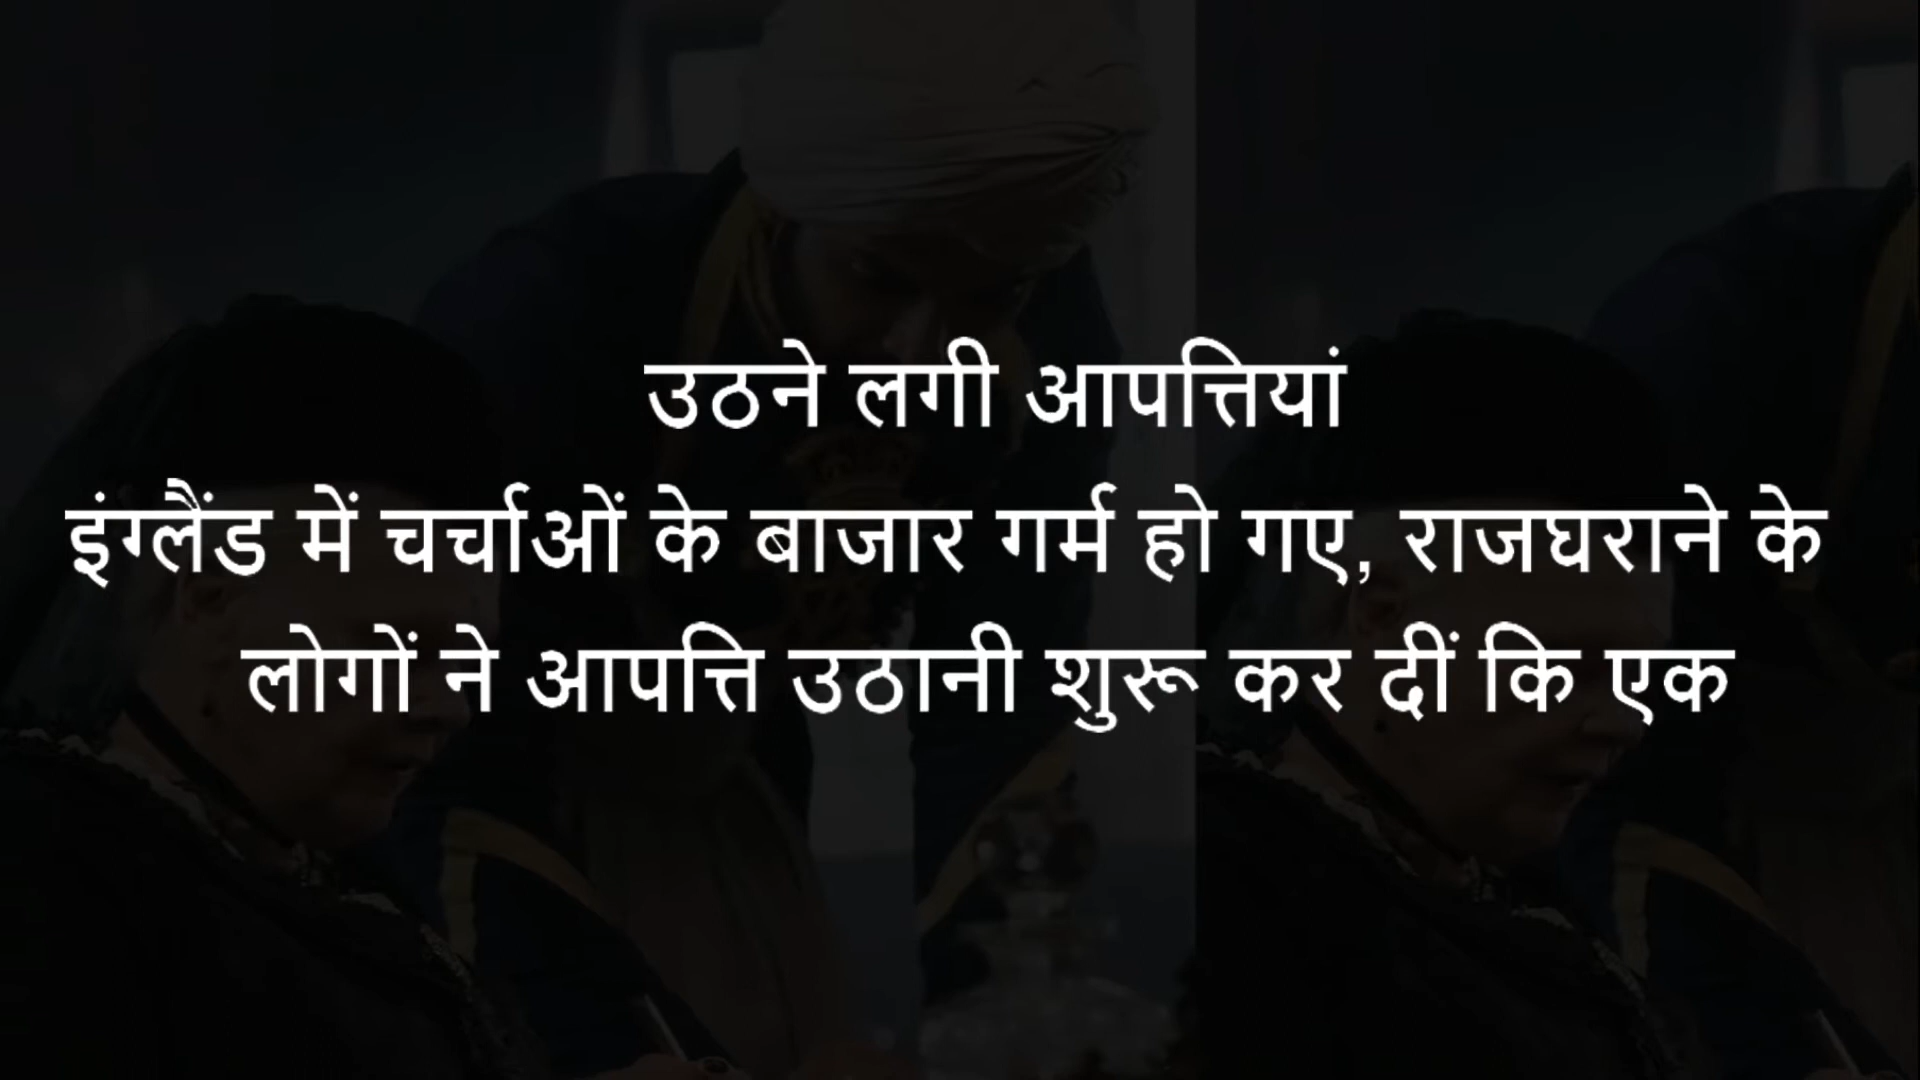 उठने लगी आपत्तियां
इंग्लैंड में चर्चाओं के बाजार गर्म हो गए, राजघराने के
लोगों ने आपत्ति उठानी शुरू कर दीं कि एक